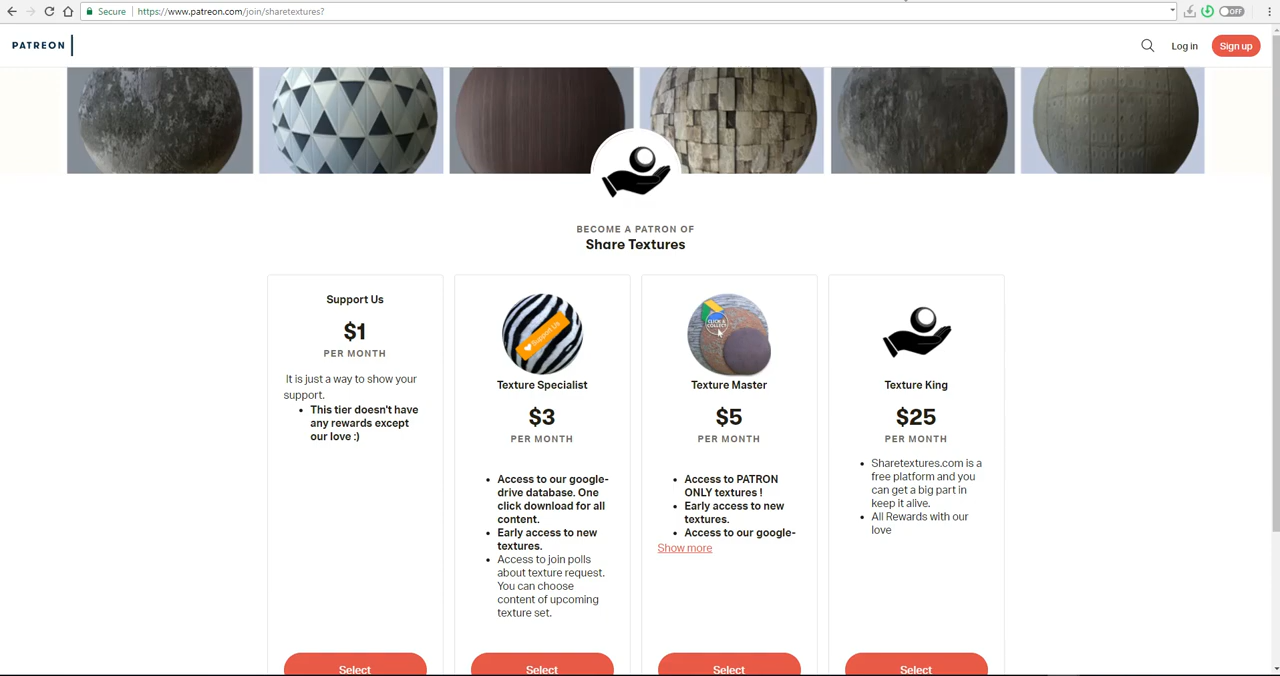 Secure https://www.patreon.com/join/sharetextures?
OFF
PATREON
Log in
Sign up
BECOME A PATRON OF
Share Textures
Support Us
$1
PER MONTH
It is just a way to show your
support.
• This tier doesn't have
any rewards except
our love :)
Select
Support Us
Texture Specialist
$3
PER MONTH
• Access to our google-
drive database. One
click download for all
content.
• Early access to new
textures.
• Access to join polls
about texture request.
You can choose
content of upcoming
texture set.
Select
CLICK &
COLLECT
Texture Master
$5
PER MONTH
• Access to PATRON
ONLY textures !
• Early access to new
textures.
• Access to our google-
Show more
Select
Texture King
$25
PER MONTH
• Sharetextures.com is a
free platform and you
can get a big part in
keep it alive.
• All Rewards with our
love
Select